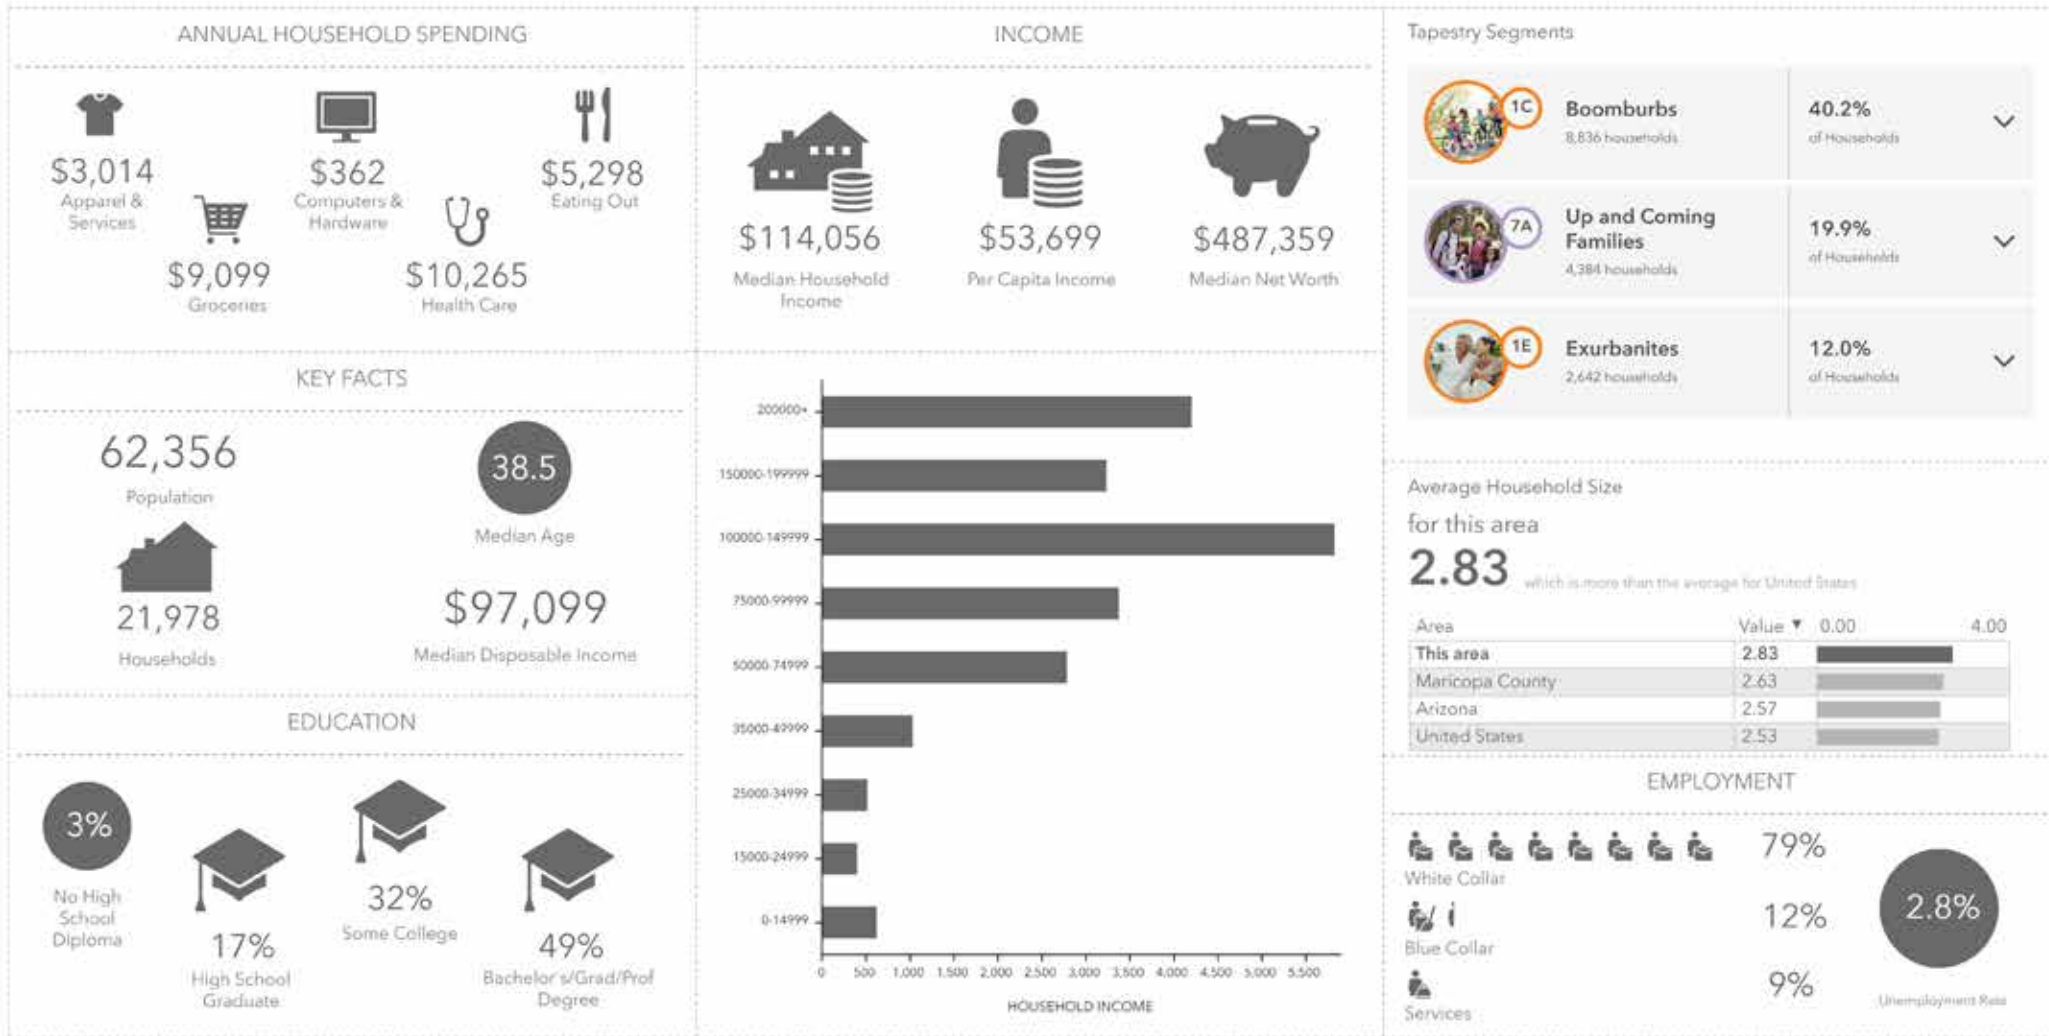 ANNUAL HOUSEHOLD SPENDING
$3,014
Apparel &
Services
$362
Computers &
Hardware
$5,298
Eating Out
$9,099
Groceries
$10,265
Health Care
KEY FACTS
62,356
Population
38.5
Median Age
21,978
Households
$97,099
Median Disposable Income
EDUCATION
3%
No High
School
Diploma
17%
High School
Graduate
32%
Some College
49%
Bachelor's/Grad/Prof
Degree
INCOME
$114,056
Median Household
Income
$53,699
Per Capita Income
$487,359
Median Net Worth
200000+
150000-199999
100000-149999
75000-99999
50000-74999
35000-49999
25000-34999
15000-24999
0-14999
0 500 1,000 1,500 2,000 2,500 3,000 3,500 4,000 4,500 5,000 5,500
HOUSEHOLD INCOME
Tapestry Segments
1C
Boomburbs
8,836 households
40.2%
of Households
7A
Up and Coming
Families
4,384 households
19.9%
of Households
1E
Exurbanites
2,642 households
12.0%
of Households
Average Household Size
for this area
2.83 which is more than the average for United States
Area Value ▼ 0.00 4.00
This area 2.83
Maricopa County 2.63
Arizona 2.57
United States 2.53
EMPLOYMENT
79%
White Collar
12%
Blue Collar
9%
Services
2.8%
Unemployment Rate